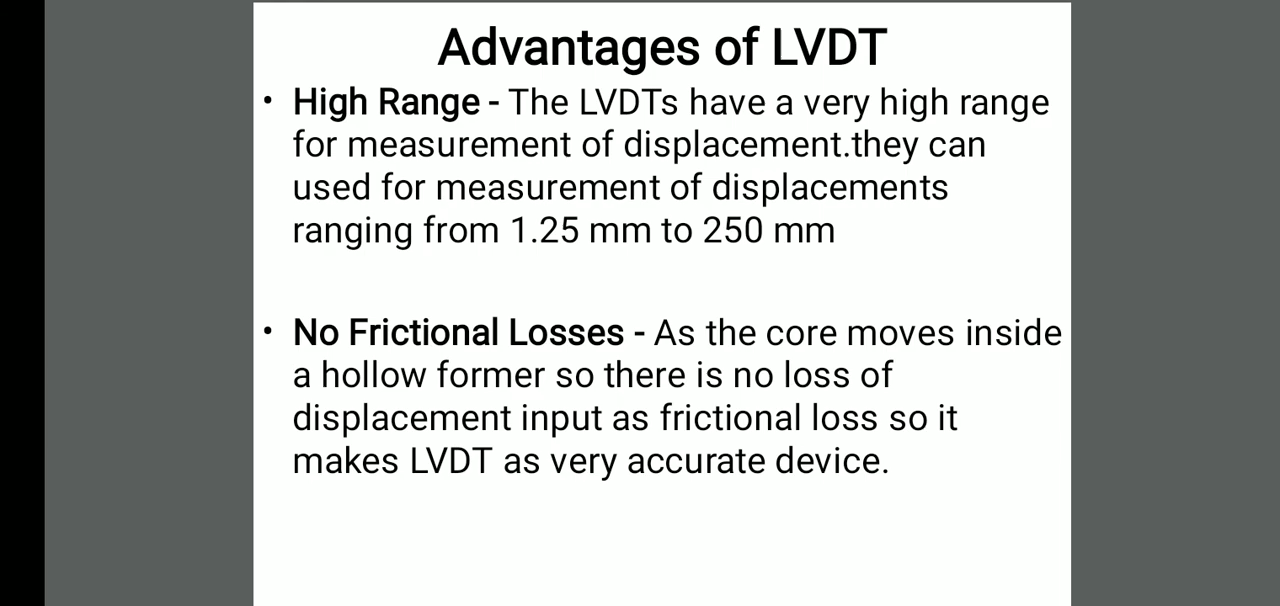 Advantages of LVDT
• High Range - The LVDTs have a very high range
for measurement of displacement.they can
used for measurement of displacements
ranging from 1.25 mm to 250 mm
• No Frictional Losses - As the core moves inside
a hollow former so there is no loss of
displacement input as frictional loss so it
makes LVDT as very accurate device.